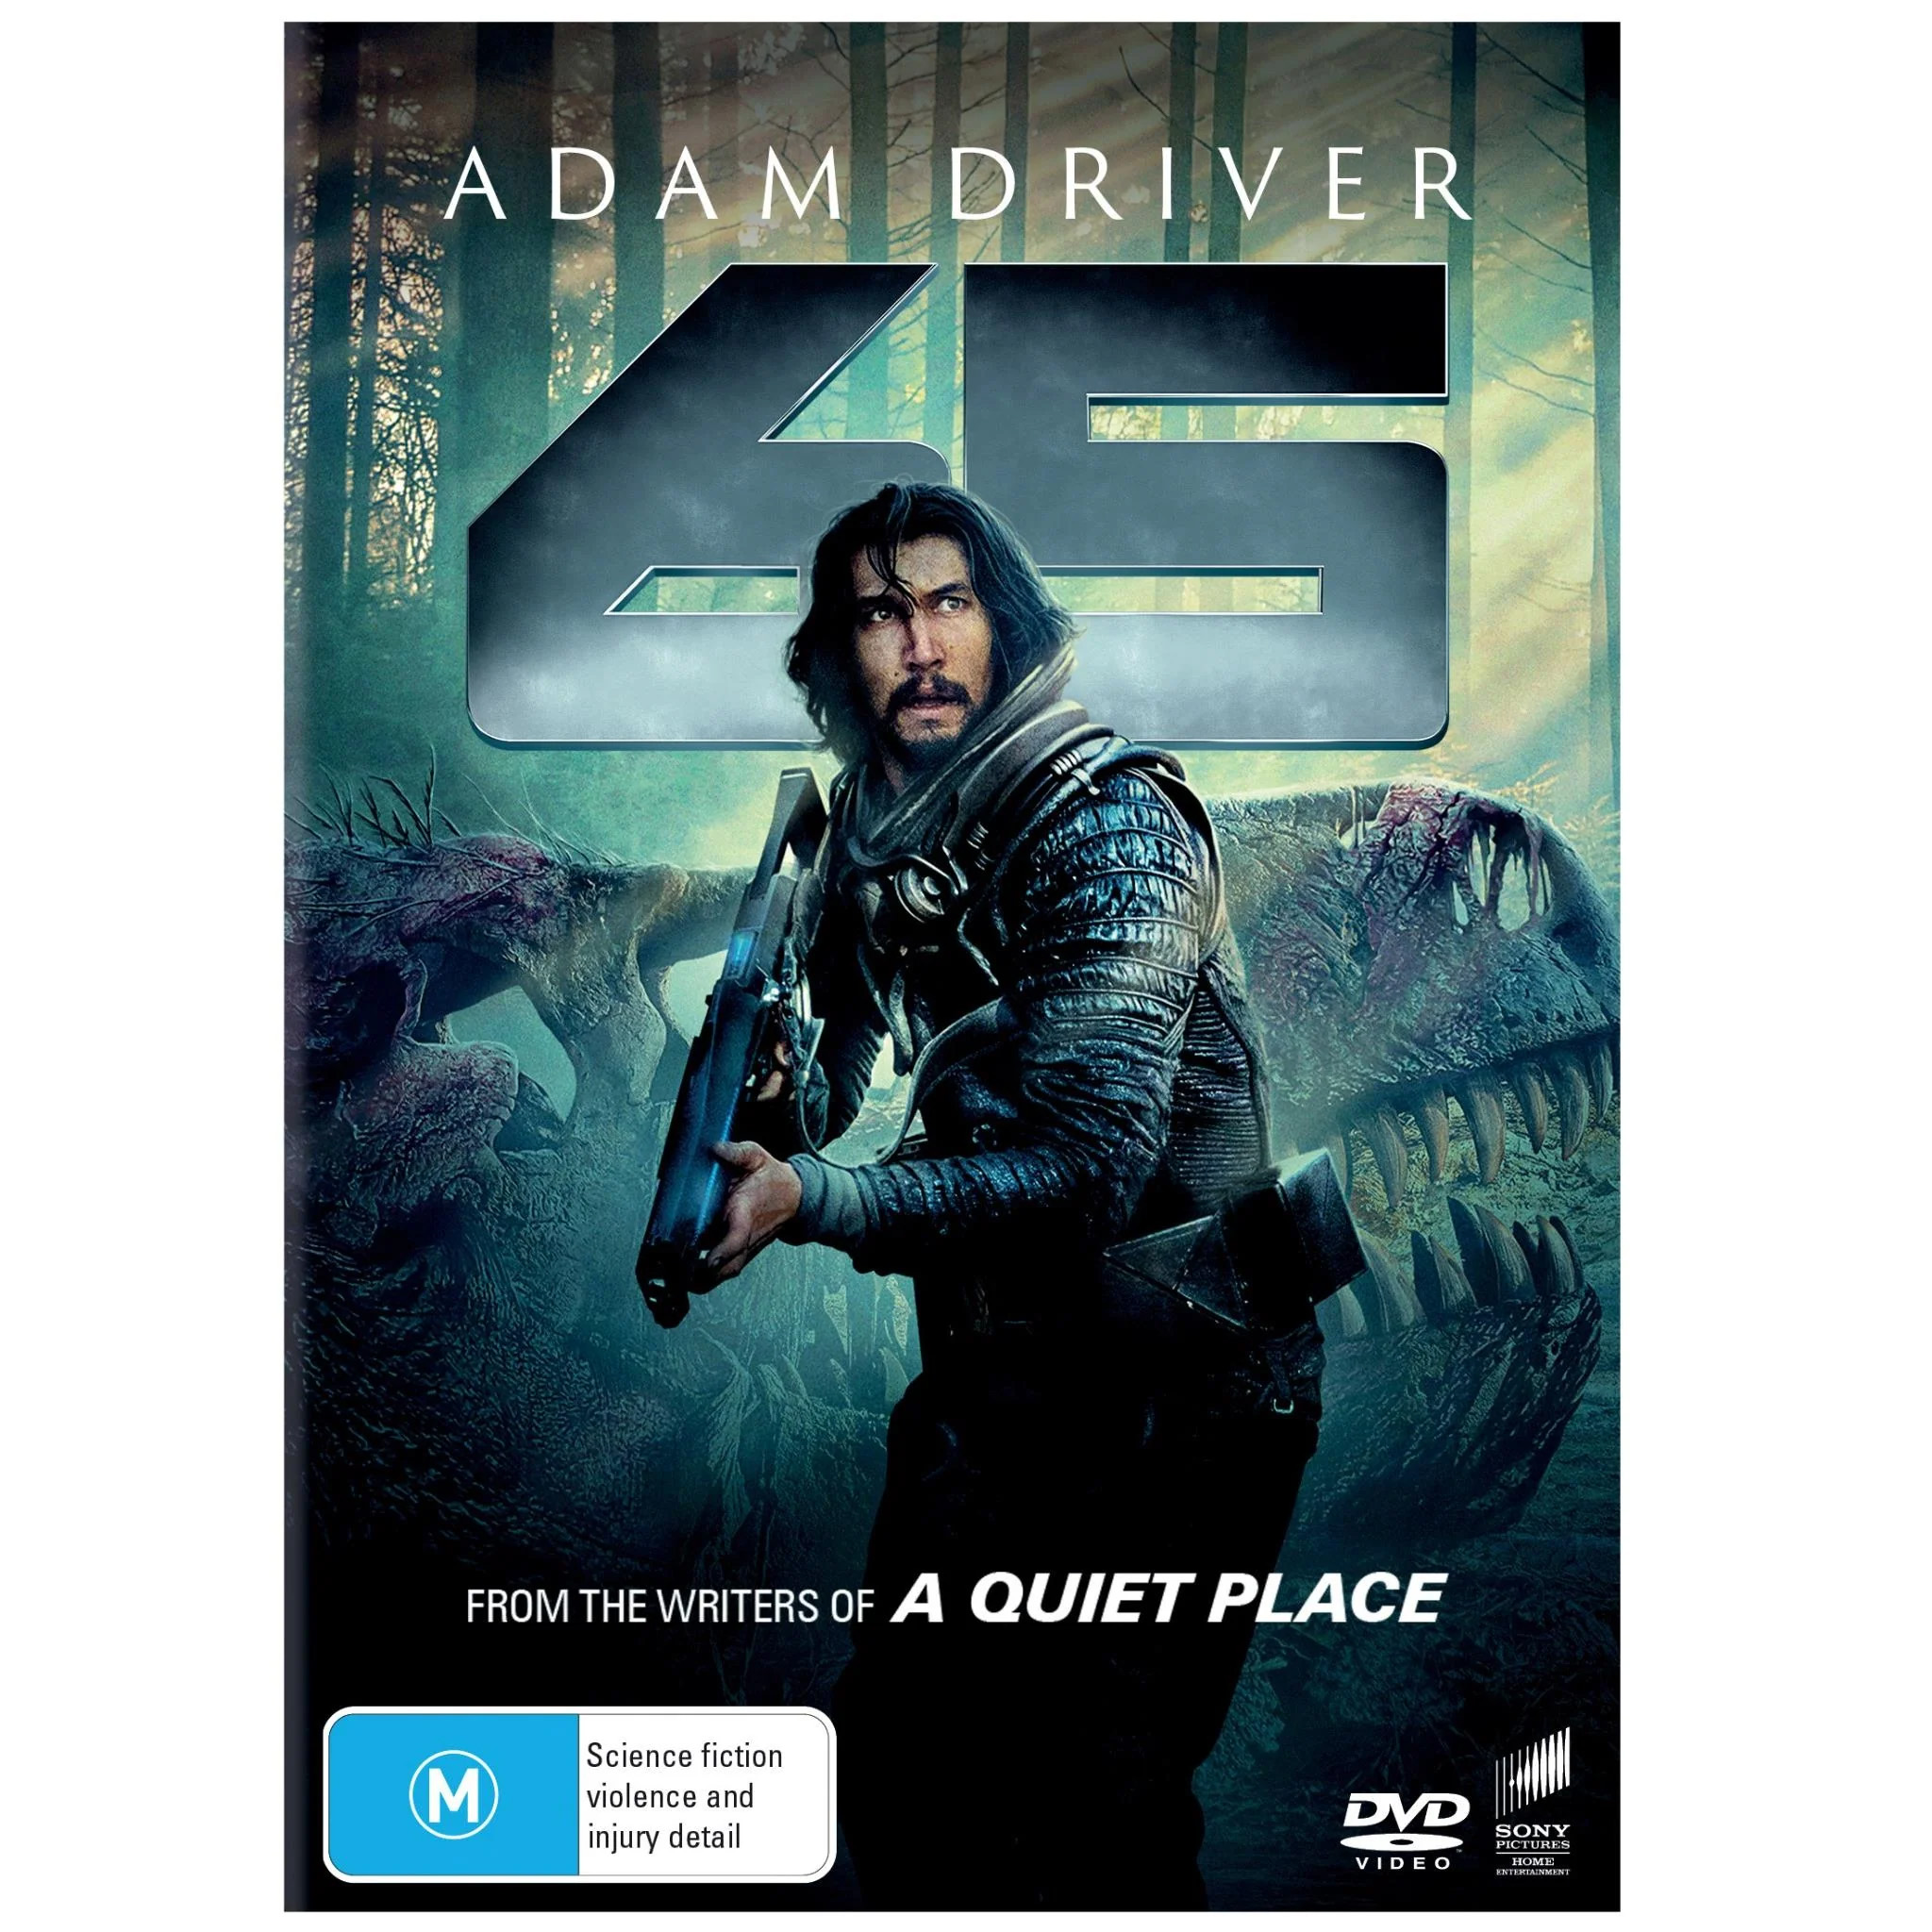 ADAM DRIVER
65
FROM THE WRITERS OF A QUIET PLACE
M
Science fiction
violence and
injury detail
DVD
VIDEO
SONY
PICTURES
HOME
ENTERTAINMENT